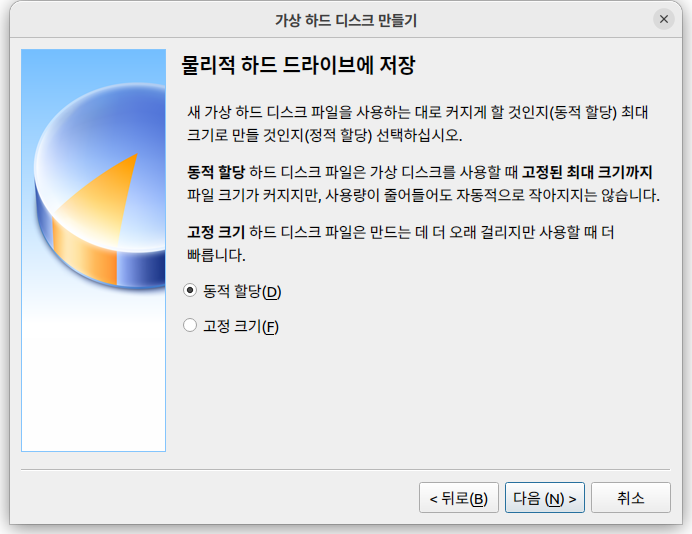 가상 하드 디스크 만들기
물리적 하드 드라이브에 저장
새 가상 하드 디스크 파일을 사용하는 대로 커지게 할 것인지(동적 할당) 최대
크기로 만들 것인지(정적 할당) 선택하십시오.
동적 할당 하드 디스크 파일은 가상 디스크를 사용할 때 고정된 최대 크기까지
파일 크기가 커지지만, 사용량이 줄어들어도 자동적으로 작아지지는 않습니다.
고정 크기 하드 디스크 파일은 만드는 데 더 오래 걸리지만 사용할 때 더
빠릅니다.
동적 할당(D)
고정 크기(F)
< 뒤로(B) 다음 (N) > 취소